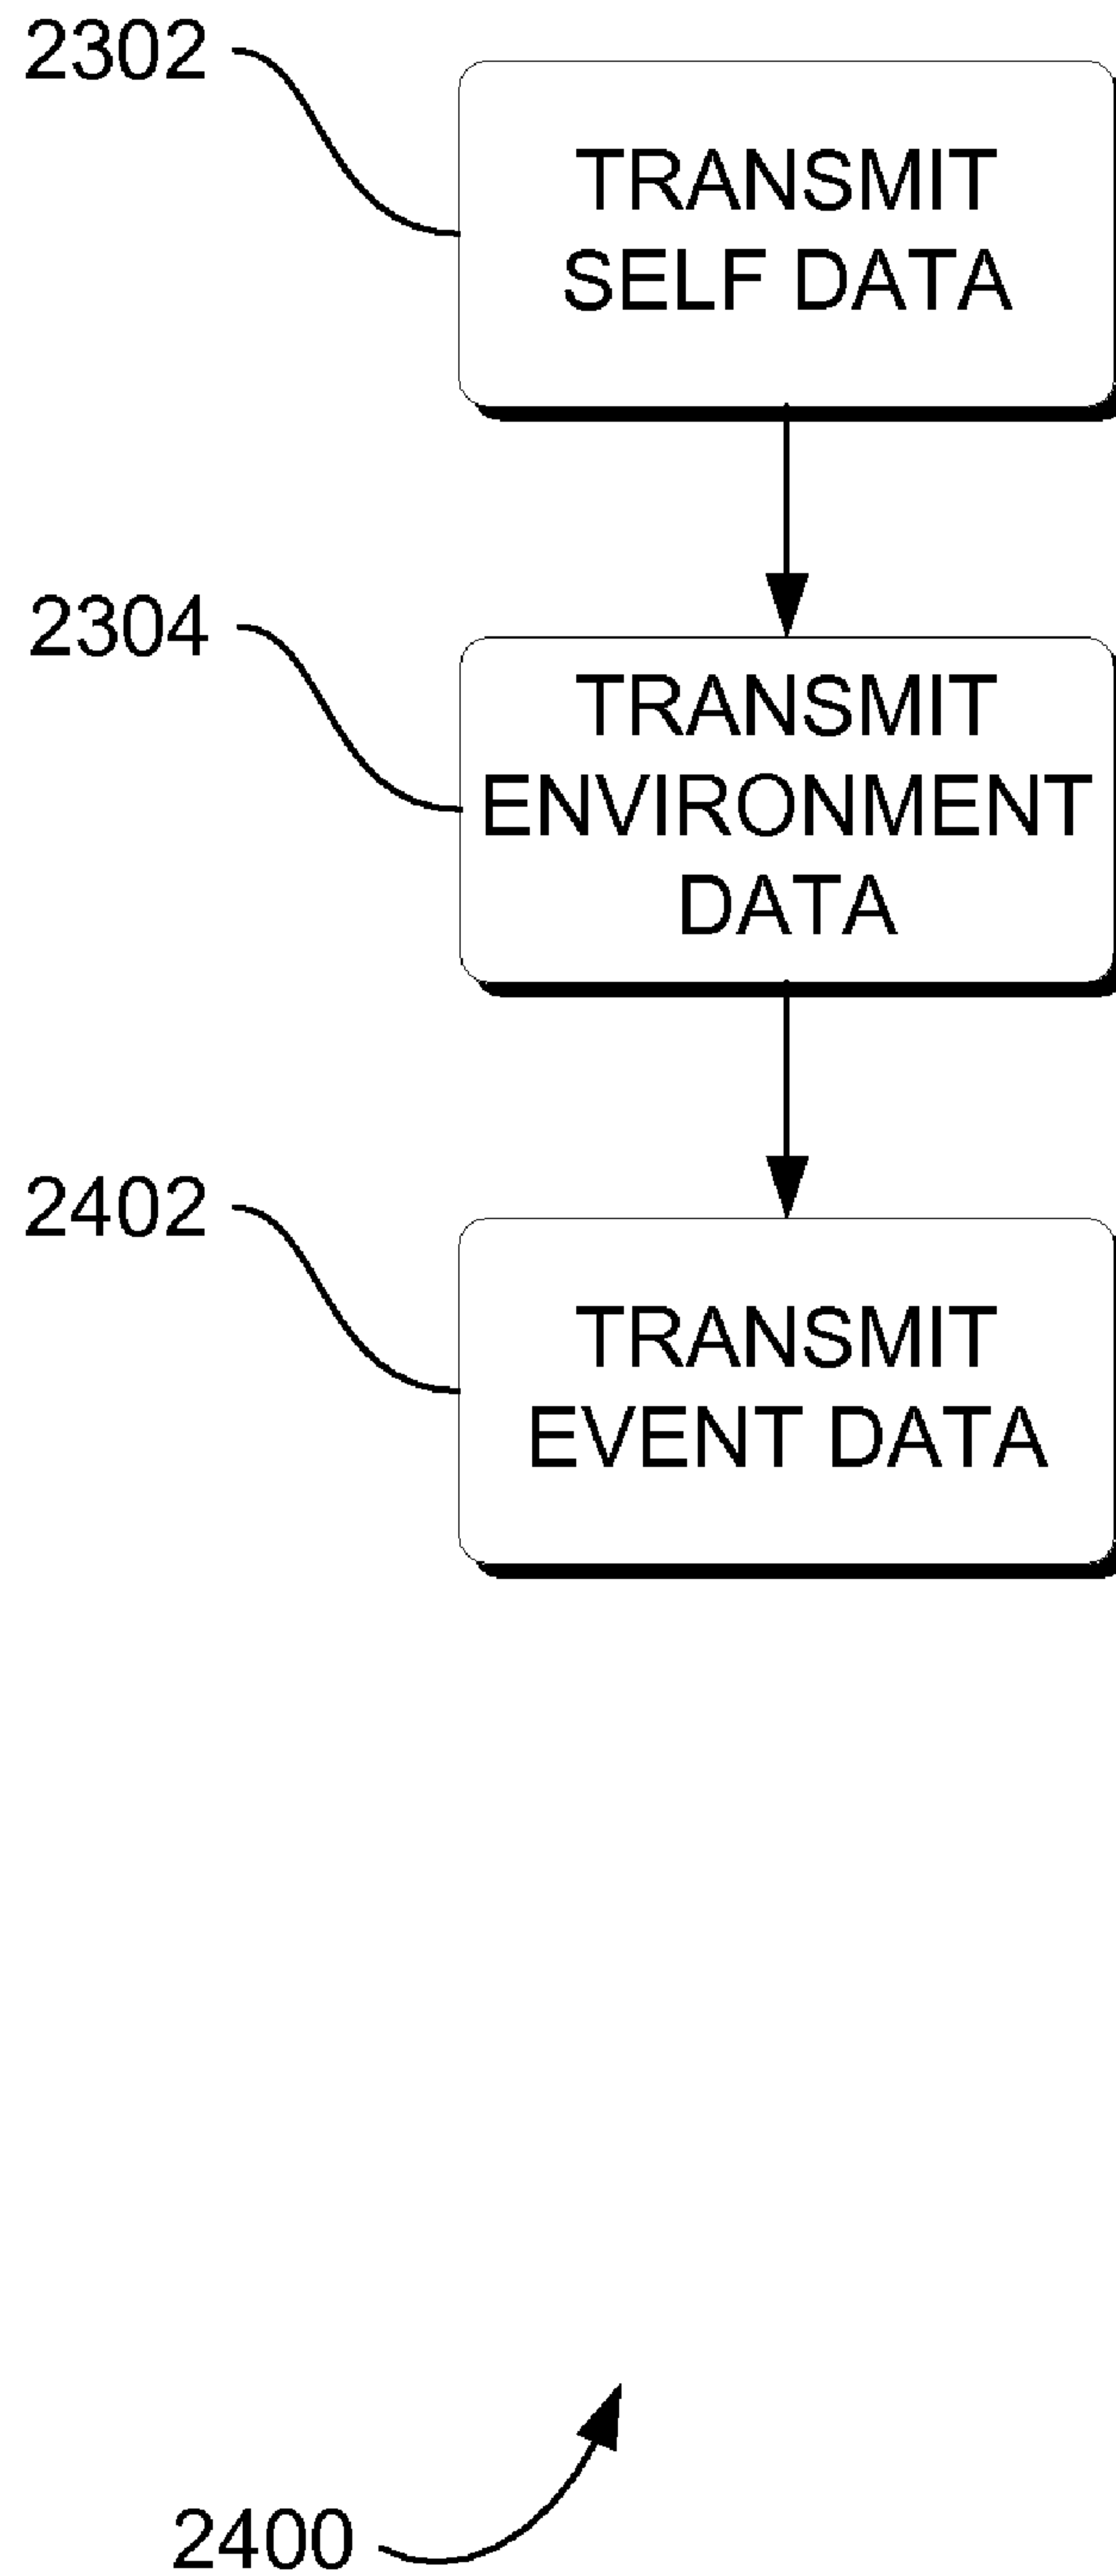 2302
TRANSMIT
SELF DATA
2304
TRANSMIT
ENVIRONMENT
DATA
2402
TRANSMIT
EVENT DATA
2400